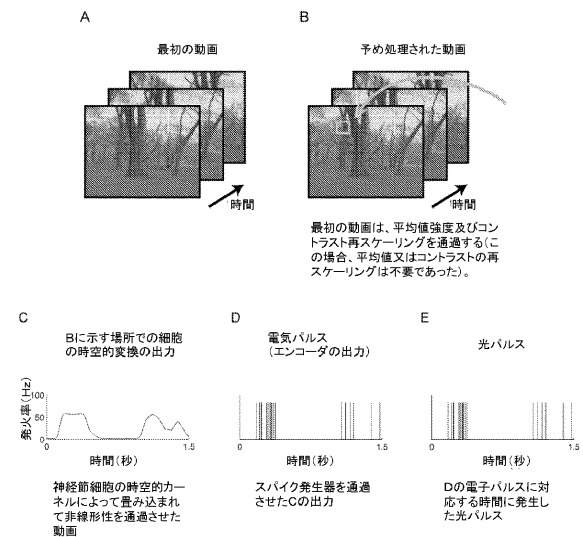 A
最初の動画
時間
B
予め処理された動画
時間
最初の動画は、平均値強度及びコン
トラスト再スケーリングを通過する(こ
の場合、平均値又はコントラストの再
スケーリングは不要であった)。
C
Bに示す場所での細胞
の時空的変換の出力
発火率(Hz)
100
50
0
0
1.5
時間(秒)
神経節細胞の時空的カー
ネルによって畳み込まれ
て非線形性を通過させた
動画
D
電気パルス
(エンコーダの出力)
0
1.5
時間(秒)
スパイク発生器を通過
させたCの出力
E
光パルス
0
1.5
時間(秒)
Dの電子パルスに対
応する時間に発生し
た光パルス